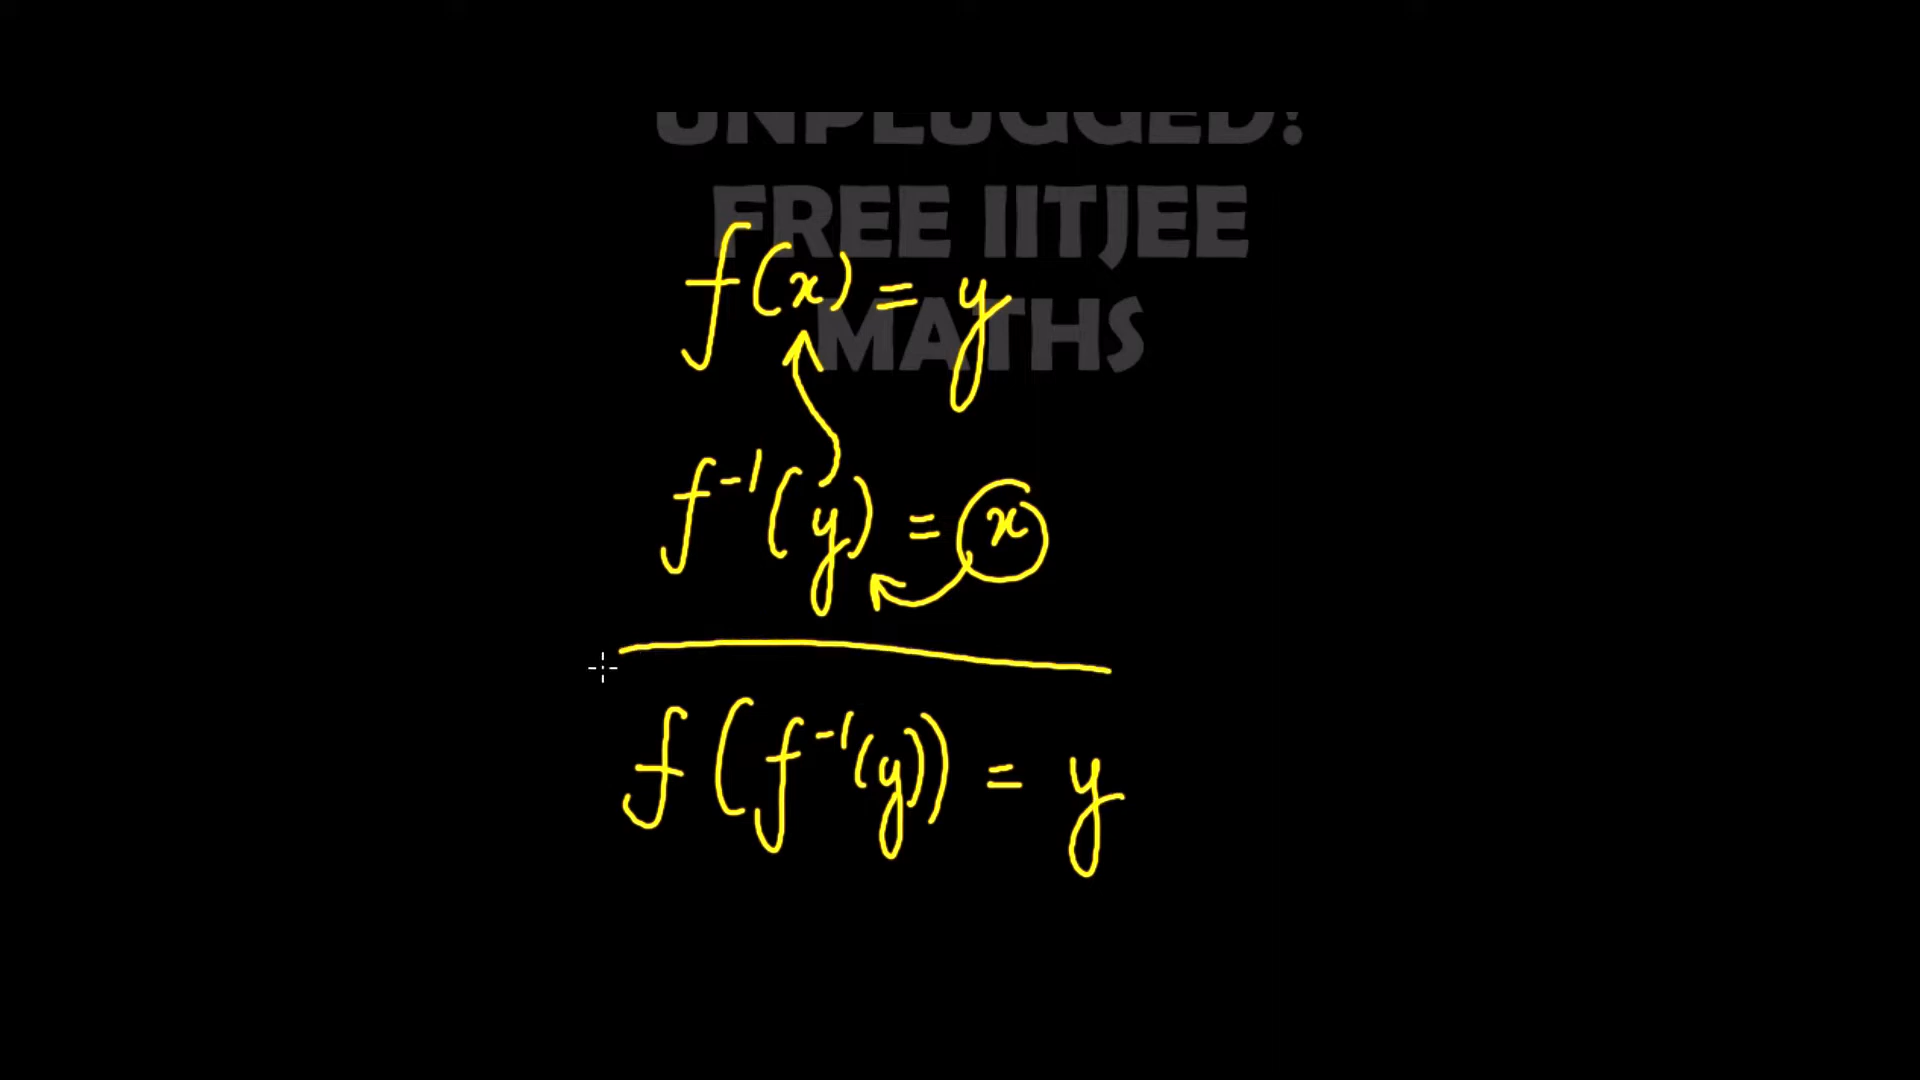 UNPLUGGED!
FREE IITJEE
MATHS
f(x) = y
f⁻¹(y) = x
f(f⁻¹(y)) = y